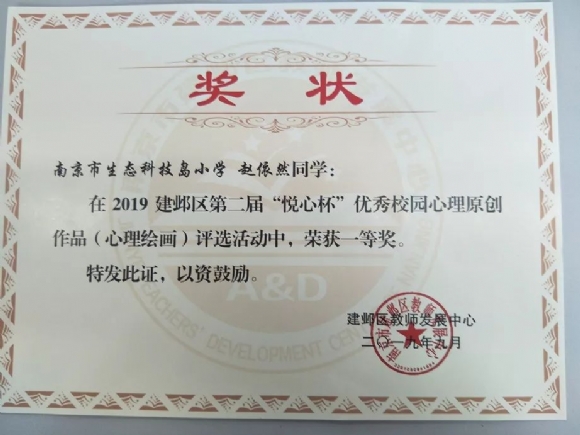 奖 状
南京市生态科技岛小学 赵依然同学：
在 2019 建邺区第二届“悦心杯”优秀校园心理原创
作品（心理绘画）评选活动中，荣获一等奖。
特发此证，以资鼓励。
A&D
TEACHERS' DEVELOPMENT CENTER
建邺区教师发展中心
二〇一九年九月